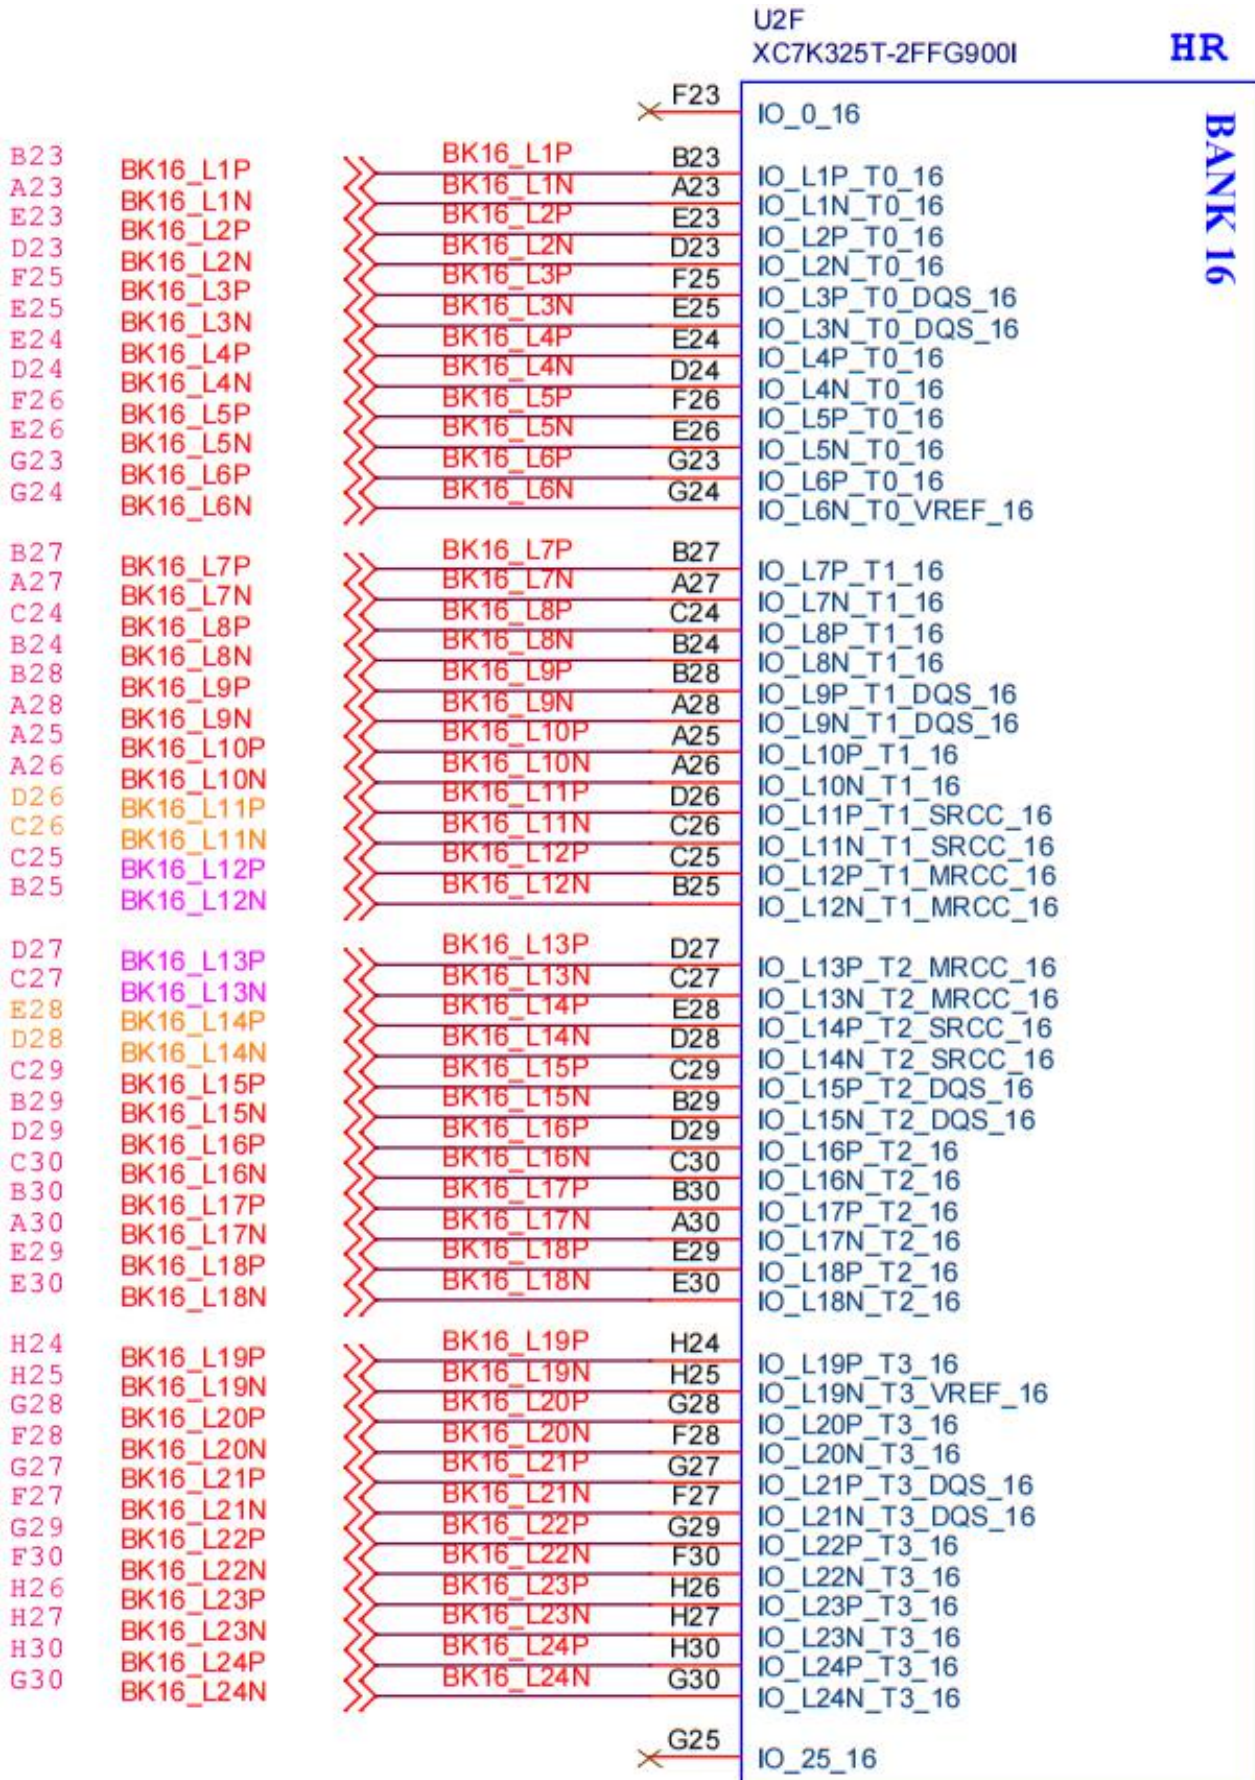 U2F
XC7K325T-2FFG900I
HR
BANK 16
F23 IO_0_16
B23 BK16_L1P BK16_L1P B23 IO_L1P_T0_16
A23 BK16_L1N BK16_L1N A23 IO_L1N_T0_16
E23 BK16_L2P BK16_L2P E23 IO_L2P_T0_16
D23 BK16_L2N BK16_L2N D23 IO_L2N_T0_16
F25 BK16_L3P BK16_L3P F25 IO_L3P_T0_DQS_16
E25 BK16_L3N BK16_L3N E25 IO_L3N_T0_DQS_16
E24 BK16_L4P BK16_L4P E24 IO_L4P_T0_16
D24 BK16_L4N BK16_L4N D24 IO_L4N_T0_16
F26 BK16_L5P BK16_L5P F26 IO_L5P_T0_16
E26 BK16_L5N BK16_L5N E26 IO_L5N_T0_16
G23 BK16_L6P BK16_L6P G23 IO_L6P_T0_16
G24 BK16_L6N BK16_L6N G24 IO_L6N_T0_VREF_16
B27 BK16_L7P BK16_L7P B27 IO_L7P_T1_16
A27 BK16_L7N BK16_L7N A27 IO_L7N_T1_16
C24 BK16_L8P BK16_L8P C24 IO_L8P_T1_16
B24 BK16_L8N BK16_L8N B24 IO_L8N_T1_16
B28 BK16_L9P BK16_L9P B28 IO_L9P_T1_DQS_16
A28 BK16_L9N BK16_L9N A28 IO_L9N_T1_DQS_16
A25 BK16_L10P BK16_L10P A25 IO_L10P_T1_16
A26 BK16_L10N BK16_L10N A26 IO_L10N_T1_16
D26 BK16_L11P BK16_L11P D26 IO_L11P_T1_SRCC_16
C26 BK16_L11N BK16_L11N C26 IO_L11N_T1_SRCC_16
C25 BK16_L12P BK16_L12P C25 IO_L12P_T1_MRCC_16
B25 BK16_L12N BK16_L12N B25 IO_L12N_T1_MRCC_16
D27 BK16_L13P BK16_L13P D27 IO_L13P_T2_MRCC_16
C27 BK16_L13N BK16_L13N C27 IO_L13N_T2_MRCC_16
E28 BK16_L14P BK16_L14P E28 IO_L14P_T2_SRCC_16
D28 BK16_L14N BK16_L14N D28 IO_L14N_T2_SRCC_16
C29 BK16_L15P BK16_L15P C29 IO_L15P_T2_DQS_16
B29 BK16_L15N BK16_L15N B29 IO_L15N_T2_DQS_16
D29 BK16_L16P BK16_L16P D29 IO_L16P_T2_16
C30 BK16_L16N BK16_L16N C30 IO_L16N_T2_16
B30 BK16_L17P BK16_L17P B30 IO_L17P_T2_16
A30 BK16_L17N BK16_L17N A30 IO_L17N_T2_16
E29 BK16_L18P BK16_L18P E29 IO_L18P_T2_16
E30 BK16_L18N BK16_L18N E30 IO_L18N_T2_16
H24 BK16_L19P BK16_L19P H24 IO_L19P_T3_16
H25 BK16_L19N BK16_L19N H25 IO_L19N_T3_VREF_16
G28 BK16_L20P BK16_L20P G28 IO_L20P_T3_16
F28 BK16_L20N BK16_L20N F28 IO_L20N_T3_16
G27 BK16_L21P BK16_L21P G27 IO_L21P_T3_DQS_16
F27 BK16_L21N BK16_L21N F27 IO_L21N_T3_DQS_16
G29 BK16_L22P BK16_L22P G29 IO_L22P_T3_16
F30 BK16_L22N BK16_L22N F30 IO_L22N_T3_16
H26 BK16_L23P BK16_L23P H26 IO_L23P_T3_16
H27 BK16_L23N BK16_L23N H27 IO_L23N_T3_16
H30 BK16_L24P BK16_L24P H30 IO_L24P_T3_16
G30 BK16_L24N BK16_L24N G30 IO_L24N_T3_16
G25 IO_25_16